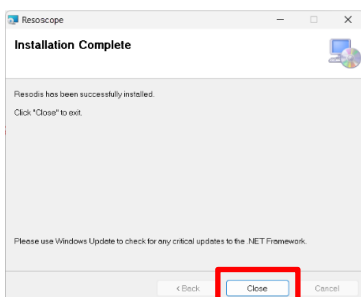 Resoscope
Installation Complete
Resodis has been successfully installed.
Click "Close" to exit.
Please use Windows Update to check for any critical updates to the .NET Framework.
< Back Close Cancel